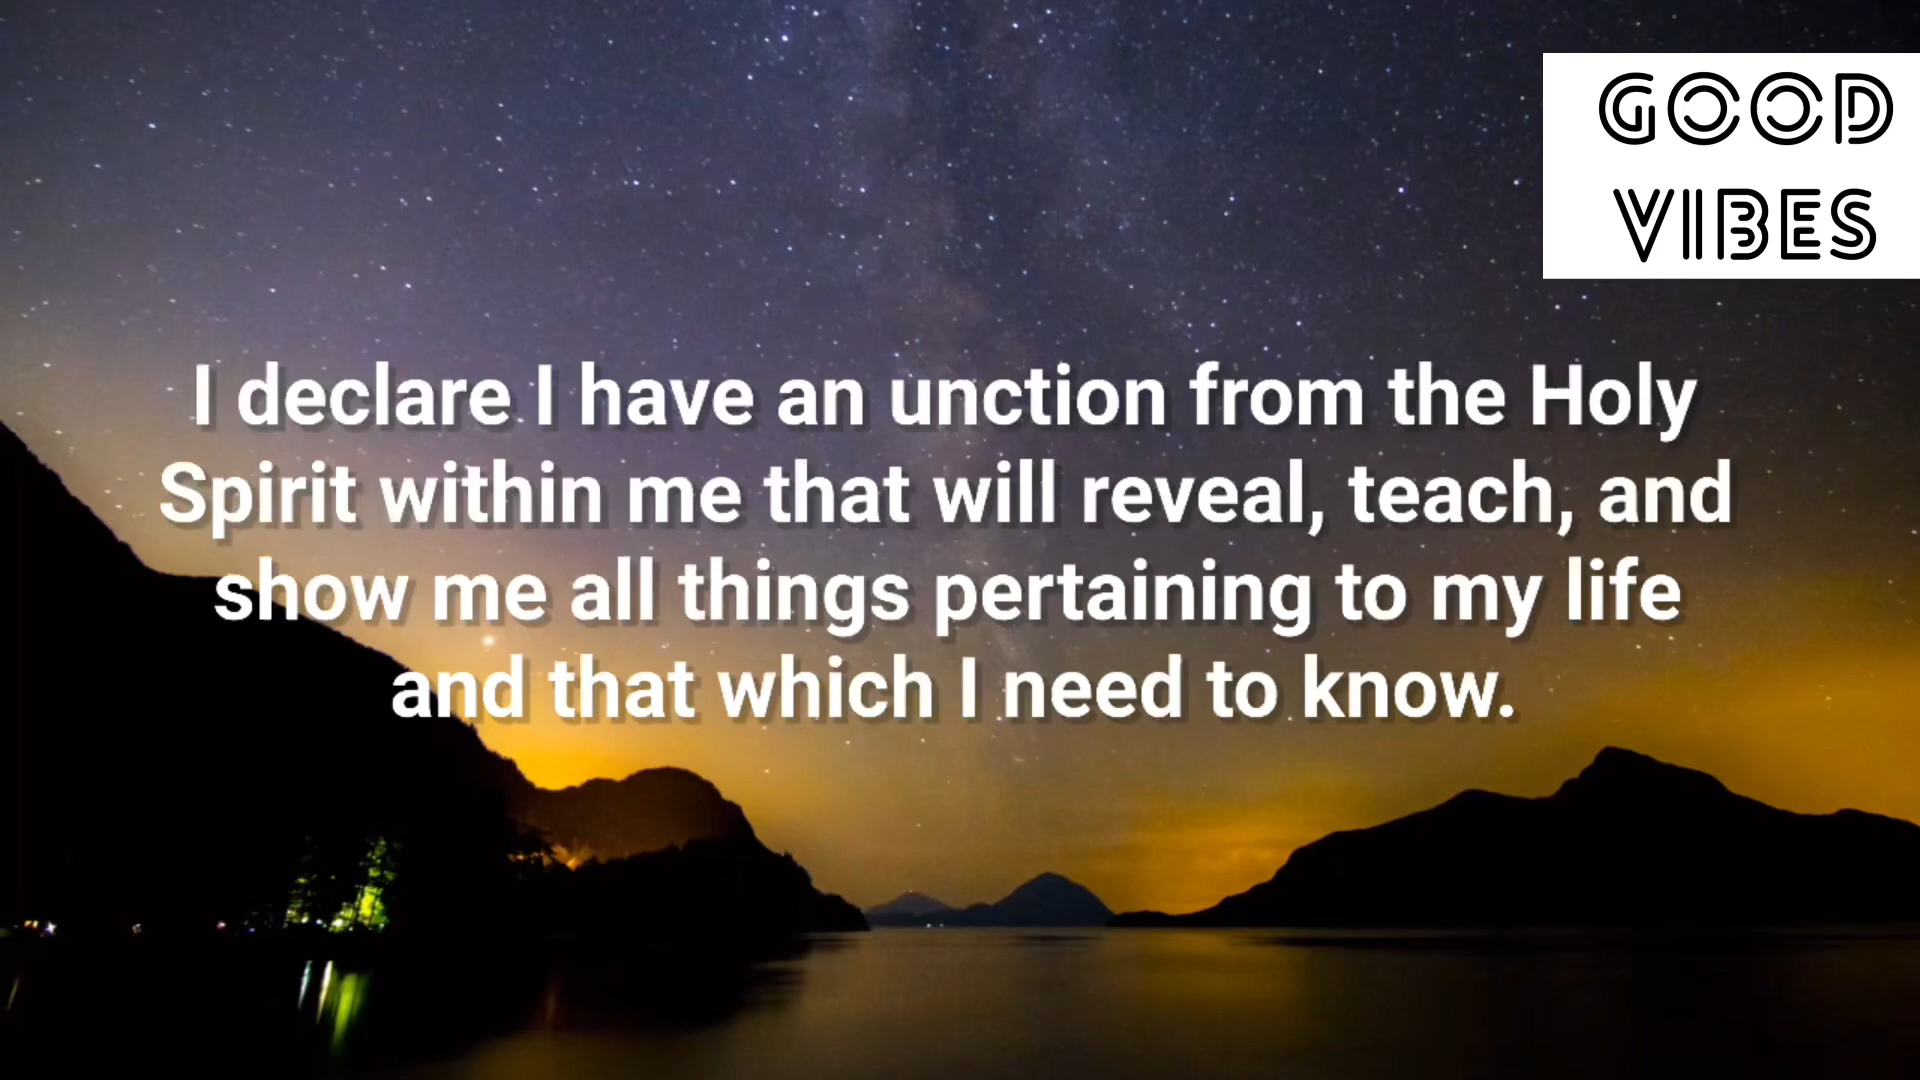 GOOD
VIBES
I declare I have an unction from the Holy
Spirit within me that will reveal, teach, and
show me all things pertaining to my life
and that which I need to know.